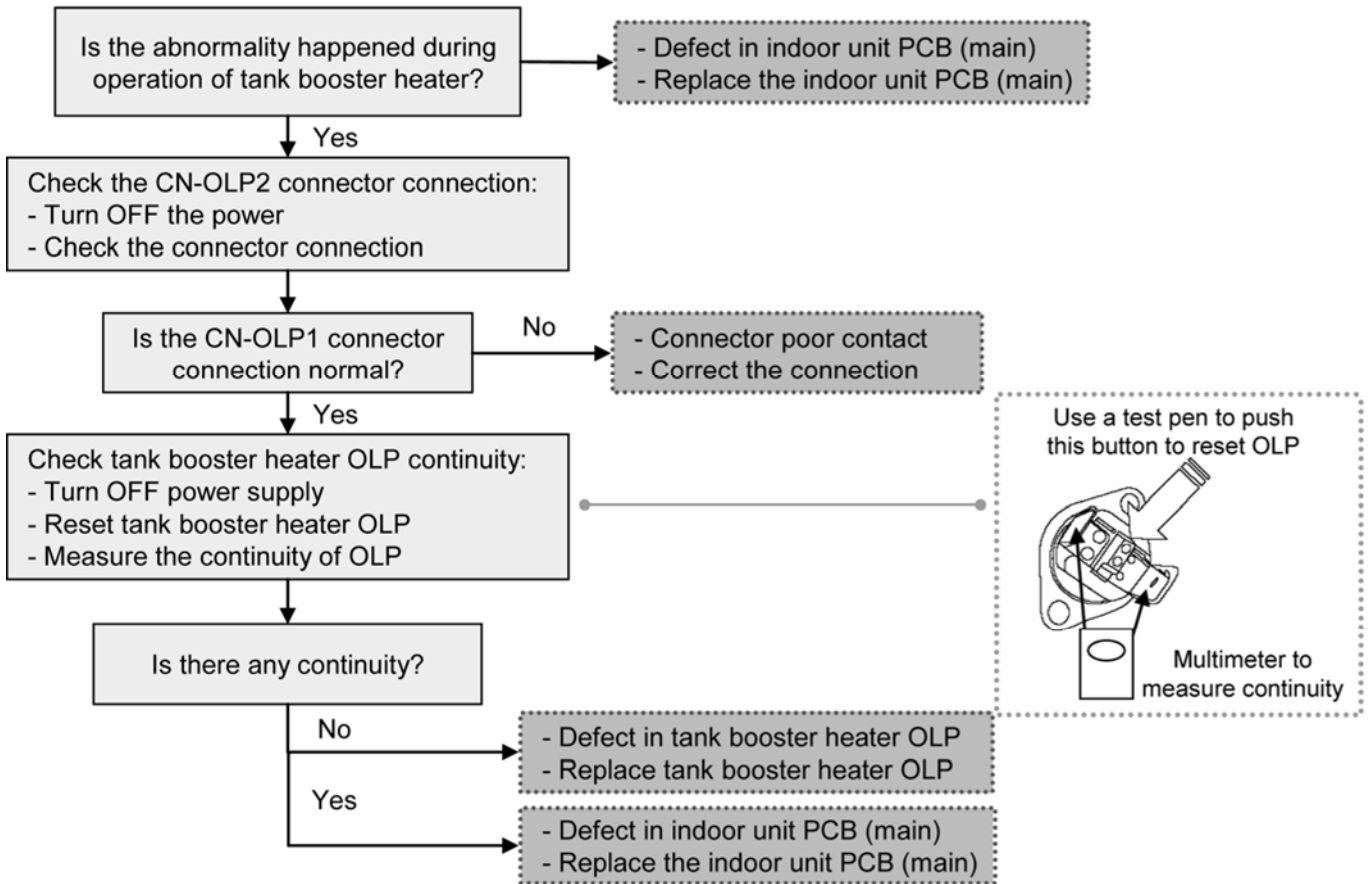 Is the abnormality happened during
operation of tank booster heater?
- Defect in indoor unit PCB (main)
- Replace the indoor unit PCB (main)
Yes
Check the CN-OLP2 connector connection:
- Turn OFF the power
- Check the connector connection
Is the CN-OLP1 connector
connection normal?
No
- Connector poor contact
- Correct the connection
Yes
Check tank booster heater OLP continuity:
- Turn OFF power supply
- Reset tank booster heater OLP
- Measure the continuity of OLP
Use a test pen to push
this button to reset OLP
Multimeter to
measure continuity
Is there any continuity?
No
- Defect in tank booster heater OLP
- Replace tank booster heater OLP
Yes
- Defect in indoor unit PCB (main)
- Replace the indoor unit PCB (main)